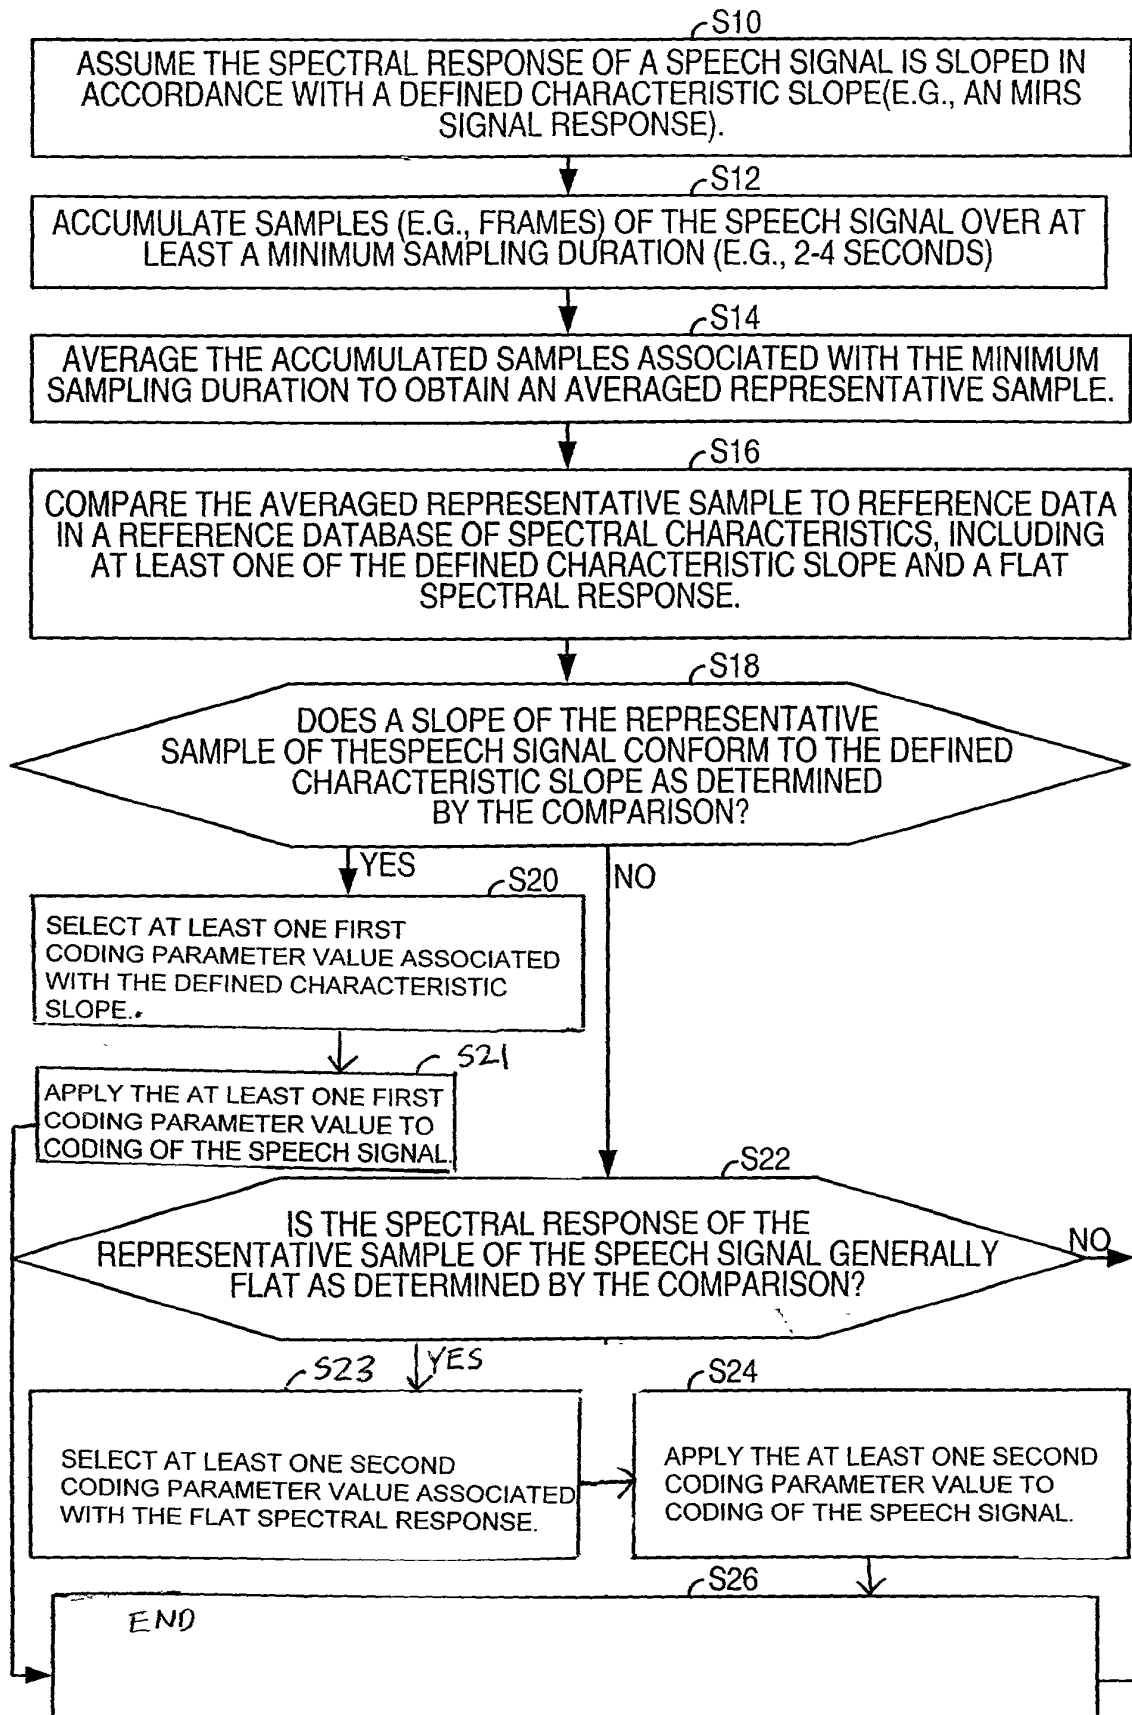 S10
ASSUME THE SPECTRAL RESPONSE OF A SPEECH SIGNAL IS SLOPED IN
ACCORDANCE WITH A DEFINED CHARACTERISTIC SLOPE(E.G., AN MIRS
SIGNAL RESPONSE).
S12
ACCUMULATE SAMPLES (E.G., FRAMES) OF THE SPEECH SIGNAL OVER AT
LEAST A MINIMUM SAMPLING DURATION (E.G., 2-4 SECONDS)
S14
AVERAGE THE ACCUMULATED SAMPLES ASSOCIATED WITH THE MINIMUM
SAMPLING DURATION TO OBTAIN AN AVERAGED REPRESENTATIVE SAMPLE.
S16
COMPARE THE AVERAGED REPRESENTATIVE SAMPLE TO REFERENCE DATA
IN A REFERENCE DATABASE OF SPECTRAL CHARACTERISTICS, INCLUDING
AT LEAST ONE OF THE DEFINED CHARACTERISTIC SLOPE AND A FLAT
SPECTRAL RESPONSE.
S18
DOES A SLOPE OF THE REPRESENTATIVE
SAMPLE OF THESPEECH SIGNAL CONFORM TO THE DEFINED
CHARACTERISTIC SLOPE AS DETERMINED
BY THE COMPARISON?
YES
NO
S20
SELECT AT LEAST ONE FIRST
CODING PARAMETER VALUE ASSOCIATED
WITH THE DEFINED CHARACTERISTIC
SLOPE..
S21
APPLY THE AT LEAST ONE FIRST
CODING PARAMETER VALUE TO
CODING OF THE SPEECH SIGNAL.
S22
IS THE SPECTRAL RESPONSE OF THE
REPRESENTATIVE SAMPLE OF THE SPEECH SIGNAL GENERALLY
FLAT AS DETERMINED BY THE COMPARISON?
NO
YES
S23
SELECT AT LEAST ONE SECOND
CODING PARAMETER VALUE ASSOCIATED
WITH THE FLAT SPECTRAL RESPONSE.
S24
APPLY THE AT LEAST ONE SECOND
CODING PARAMETER VALUE TO
CODING OF THE SPEECH SIGNAL.
S26
END